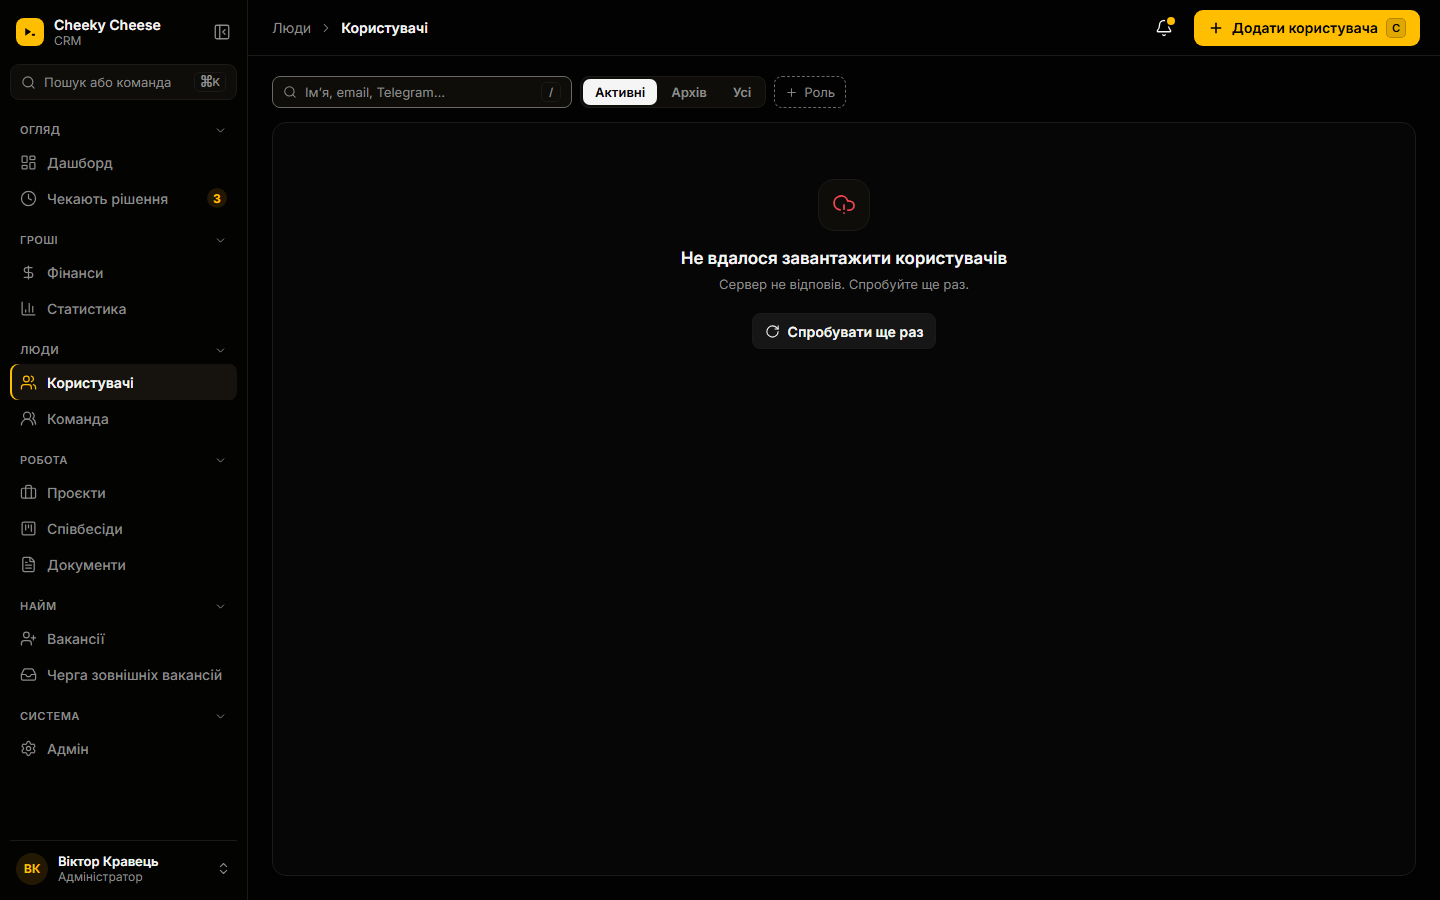 Cheeky Cheese
CRM
Пошук або команда ⌘K
ОГЛЯД
Дашборд
Чекають рішення 3
ГРОШІ
Фінанси
Статистика
ЛЮДИ
Користувачі
Команда
РОБОТА
Проєкти
Співбесіди
Документи
НАЙМ
Вакансії
Черга зовнішніх вакансій
СИСТЕМА
Адмін
ВК Віктор Кравець
Адміністратор
Люди > Користувачі
+ Додати користувача C
Ім'я, email, Telegram... /
Активні Архів Усі + Роль
Не вдалося завантажити користувачів
Сервер не відповів. Спробуйте ще раз.
Спробувати ще раз